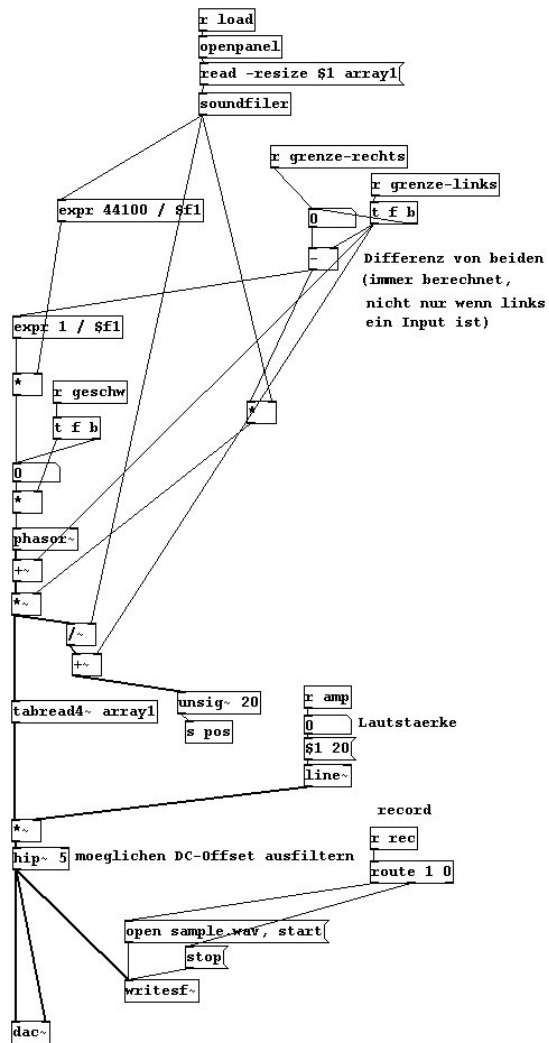 r load
openpanel
read -resize $1 array1
soundfiler
r grenze-rechts
r grenze-links
expr 44100 / $f1
0
t f b
-
Differenz von beiden
(immer berechnet,
nicht nur wenn links
ein Input ist)
expr 1 / $f1
*
r geschw
*
t f b
0
*
phasor~
+~
*~
/~
+~
unsig~ 20
s pos
tabread4~ array1
r amp
0
Lautstaerke
$1 20
line~
record
*~
r rec
hip~ 5
moeglichen DC-Offset ausfiltern
route 1 0
open sample.wav, start
stop
writesf~
dac~